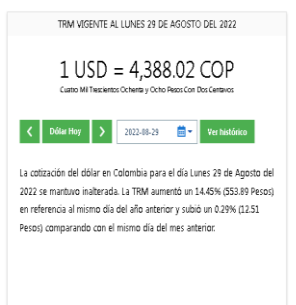 TRM VIGENTE AL LUNES 29 DE AGOSTO DEL 2022
1 USD = 4,388.02 COP
Cuatro Mil Trescientos Ochenta y Ocho Pesos Con Dos Centavos
Dólar Hoy 2022-08-29 Ver histórico
La cotización del dólar en Colombia para el día Lunes 29 de Agosto del
2022 se mantuvo inalterada. La TRM aumentó un 14.45% (553.89 Pesos)
en referencia al mismo día del año anterior y subió un 0.29% (12.51
Pesos) comparando con el mismo día del mes anterior.